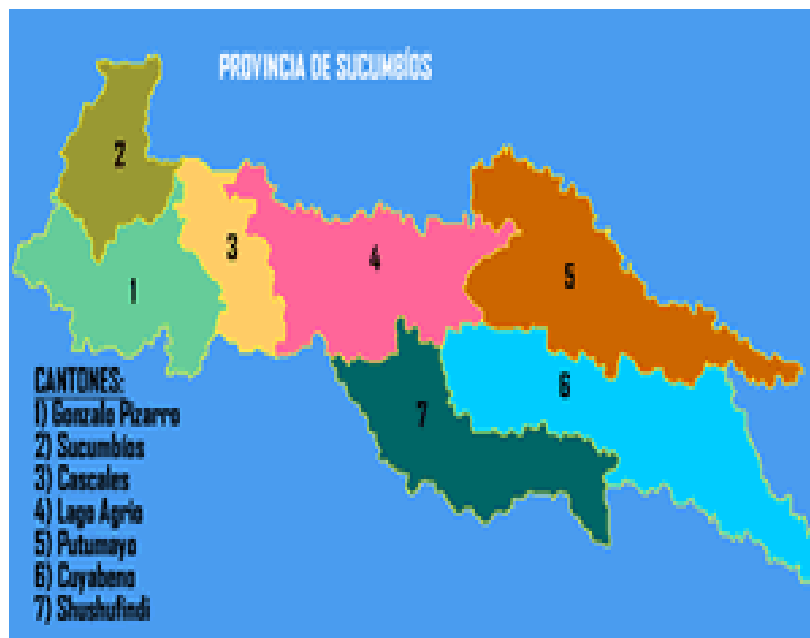 PROVINCIA DE SUCUMBÍOS
2
3
4
5
1
6
7
CANTONES:
1) Gonzalo Pizarro
2) Sucumbíos
3) Cascales
4) Lago Agrio
5) Putumayo
6) Cuyabeno
7) Shushufindi